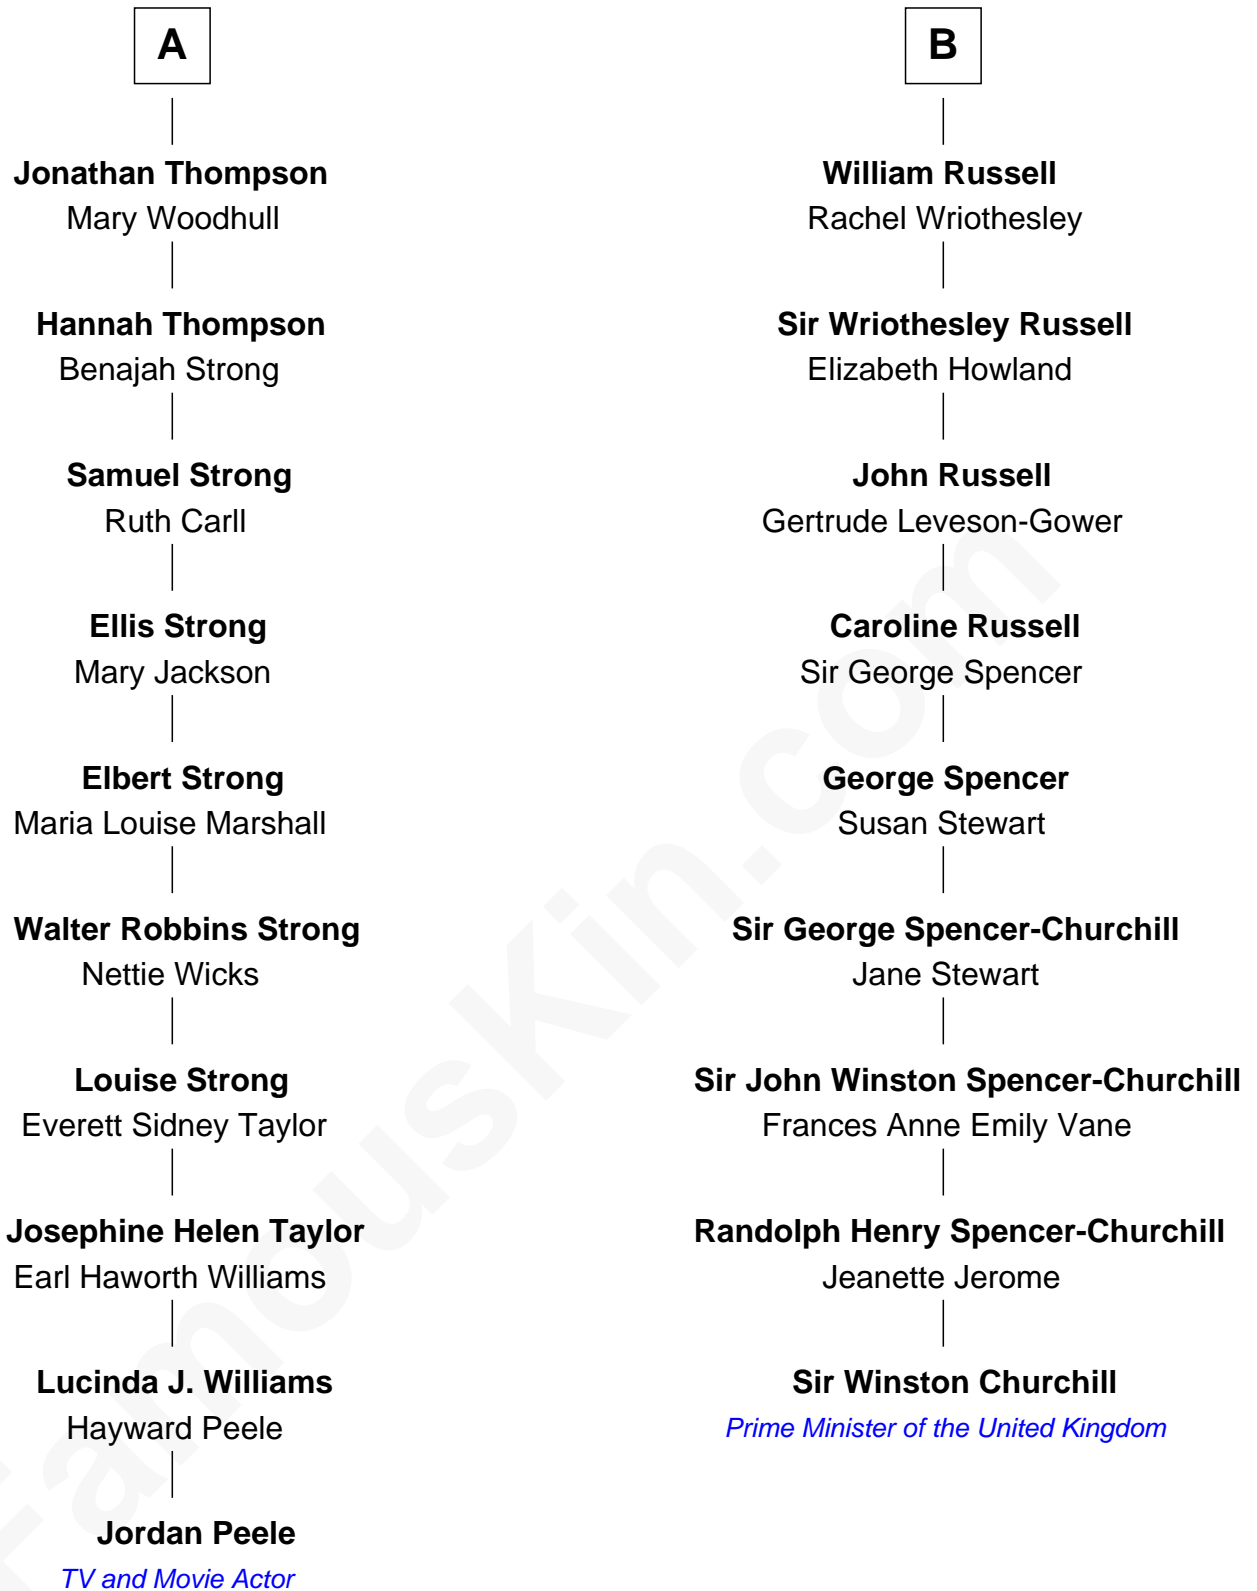 A
Jonathan Thompson
Mary Woodhull
Hannah Thompson
Benajah Strong
Samuel Strong
Ruth Carll
Ellis Strong
Mary Jackson
Elbert Strong
Maria Louise Marshall
Walter Robbins Strong
Nettie Wicks
Louise Strong
Everett Sidney Taylor
Josephine Helen Taylor
Earl Haworth Williams
Lucinda J. Williams
Hayward Peele
Jordan Peele
TV and Movie Actor
B
William Russell
Rachel Wriothesley
Sir Wriothesley Russell
Elizabeth Howland
John Russell
Gertrude Leveson-Gower
Caroline Russell
Sir George Spencer
George Spencer
Susan Stewart
Sir George Spencer-Churchill
Jane Stewart
Sir John Winston Spencer-Churchill
Frances Anne Emily Vane
Randolph Henry Spencer-Churchill
Jeanette Jerome
Sir Winston Churchill
Prime Minister of the United Kingdom
FamousKin.com